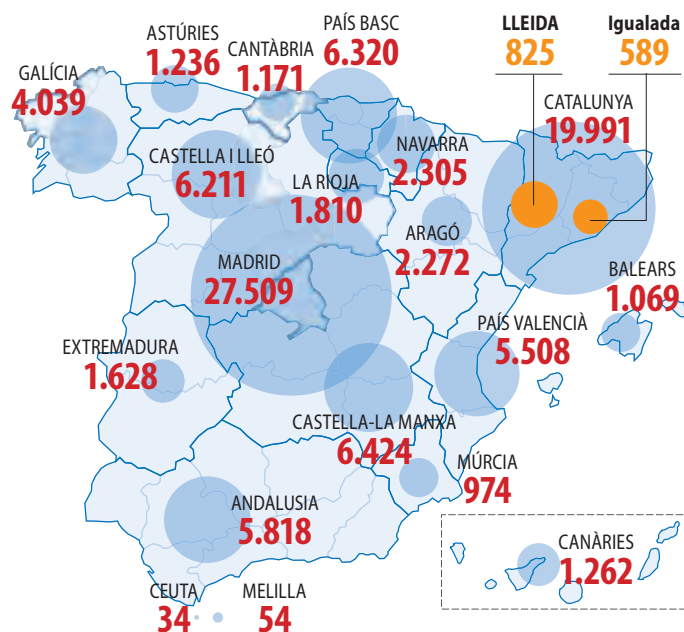 PAÍS BASC
6.320
LLEIDA
825
Igualada
589
ASTÚRIES
1.236
CANTÀBRIA
1.171
GALÍCIA
4.039
CATALUNYA
19.991
CASTELLA I LLEÓ
6.211
NAVARRA
2.305
LA RIOJA
1.810
ARAGÓ
2.272
MADRID
27.509
BALEARS
1.069
PAÍS VALENCIÀ
5.508
EXTREMADURA
1.628
CASTELLA-LA MANXA
6.424
MÚRCIA
974
ANDALUSIA
5.818
CANÀRIES
1.262
CEUTA
34
MELILLA
54